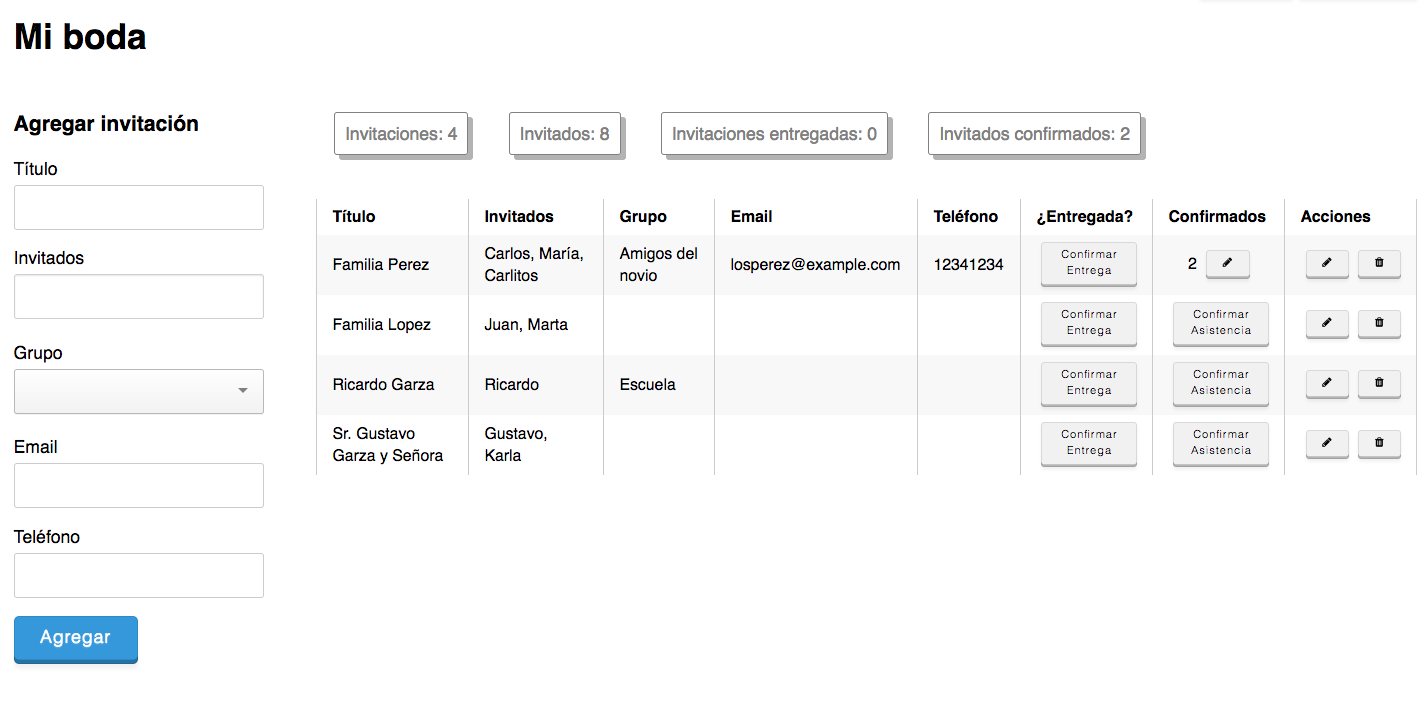 Mi boda
Agregar invitación
Título
Invitados
Grupo
Email
Teléfono
Agregar
Invitaciones: 4
Invitados: 8
Invitaciones entregadas: 0
Invitados confirmados: 2
Título Invitados Grupo Email Teléfono ¿Entregada? Confirmados Acciones
Familia Perez
Carlos, María,
Carlitos
Amigos del
novio
losperez@example.com
12341234
Confirmar
Entrega
2
Familia Lopez
Juan, Marta
Confirmar
Entrega
Confirmar
Asistencia
Ricardo Garza
Ricardo
Escuela
Confirmar
Entrega
Confirmar
Asistencia
Sr. Gustavo
Garza y Señora
Gustavo,
Karla
Confirmar
Entrega
Confirmar
Asistencia